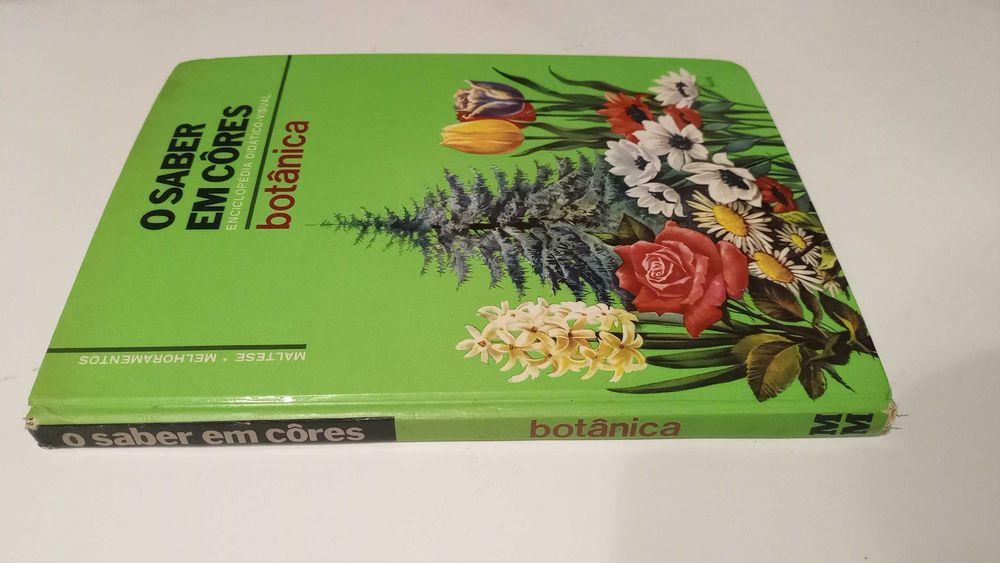 O SABER
EM CÔRES
ENCICLOPÉDIA DIDÁTICO-VISUAL
botânica
MALTESE * MELHORAMENTOS
o saber em côres
botânica
M
M